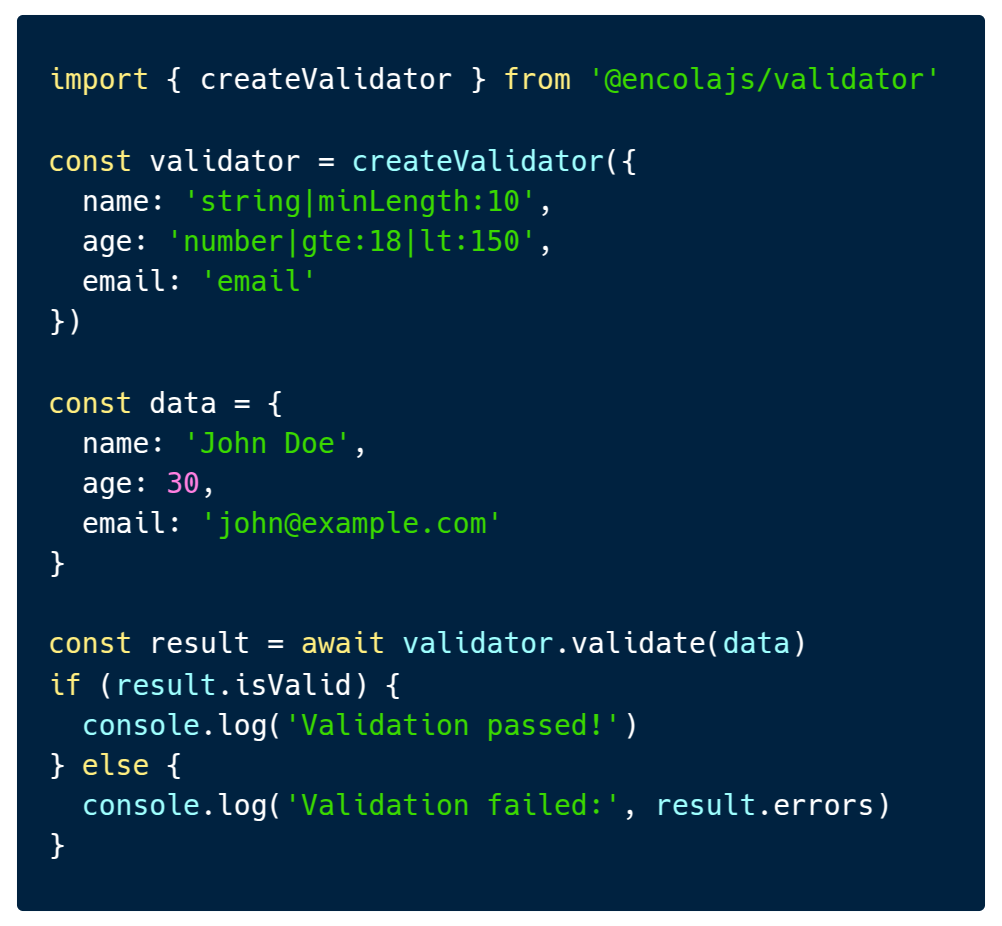 import { createValidator } from '@encolajs/validator'

const validator = createValidator({
  name: 'string|minLength:10',
  age: 'number|gte:18|lt:150',
  email: 'email'
})

const data = {
  name: 'John Doe',
  age: 30,
  email: 'john@example.com'
}

const result = await validator.validate(data)
if (result.isValid) {
  console.log('Validation passed!')
} else {
  console.log('Validation failed:', result.errors)
}